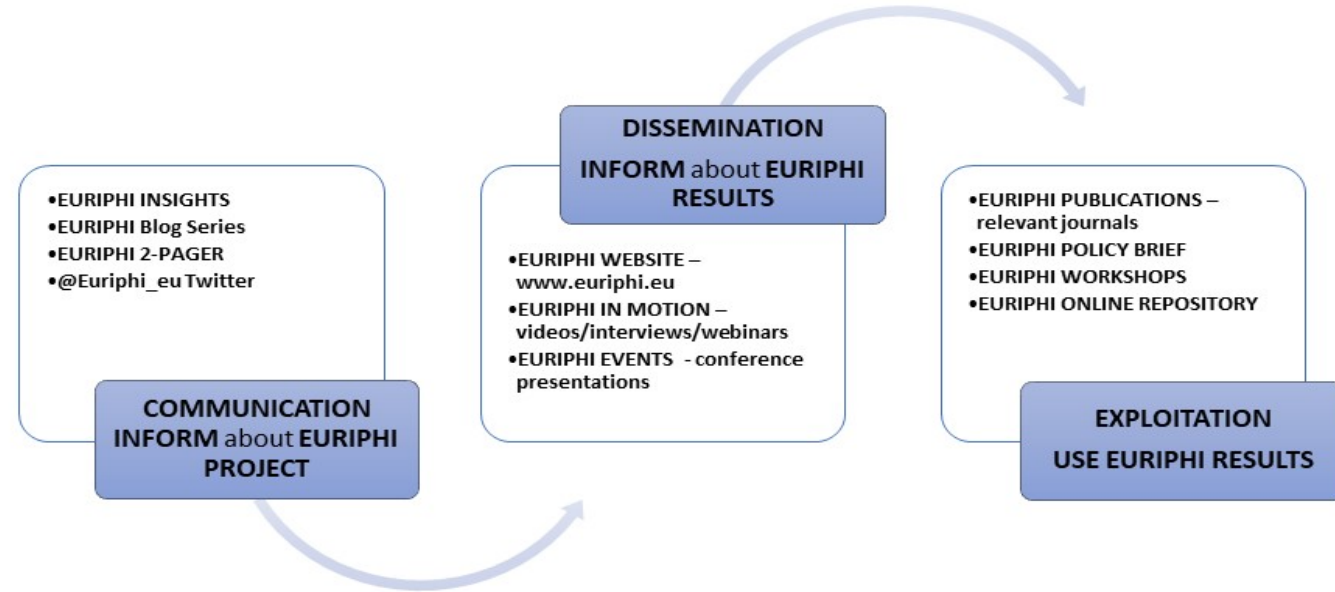 •EURIPHI INSIGHTS
•EURIPHI Blog Series
•EURIPHI 2-PAGER
•@Euriphi_eu Twitter
COMMUNICATION
INFORM about EURIPHI
PROJECT
DISSEMINATION
INFORM about EURIPHI
RESULTS
•EURIPHI WEBSITE –
www.euriphi.eu
•EURIPHI IN MOTION –
videos/interviews/webinars
•EURIPHI EVENTS - conference
presentations
•EURIPHI PUBLICATIONS –
relevant journals
•EURIPHI POLICY BRIEF
•EURIPHI WORKSHOPS
•EURIPHI ONLINE REPOSITORY
EXPLOITATION
USE EURIPHI RESULTS